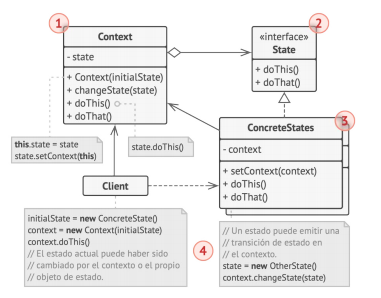 1
Context
- state
+ Context(initialState)
+ changeState(state)
+ doThis()
+ doThat()
2
«interface»
State
+ doThis()
+ doThat()
this.state = state
state.setContext(this)
state.doThis()
3
ConcreteStates
- context
+ setContext(context)
+ doThis()
+ doThat()
Client
initialState = new ConcreteState()
context = new Context(initialState)
context.doThis()
// El estado actual puede haber sido
cambiado por el contexto o el propio
objeto de estado.
4
// Un estado puede emitir una
transición de estado en
el contexto.
state = new OtherState()
context.changeState(state)